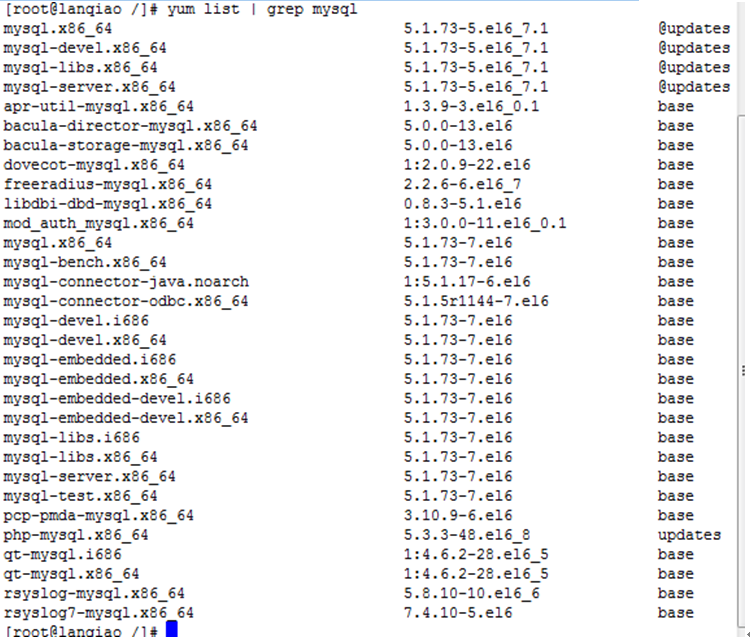 [root@lanqiao /]# yum list | grep mysql
mysql.x86_64 5.1.73-5.el6_7.1 @updates
mysql-devel.x86_64 5.1.73-5.el6_7.1 @updates
mysql-libs.x86_64 5.1.73-5.el6_7.1 @updates
mysql-server.x86_64 5.1.73-5.el6_7.1 @updates
apr-util-mysql.x86_64 1.3.9-3.el6_0.1 base
bacula-director-mysql.x86_64 5.0.0-13.el6 base
bacula-storage-mysql.x86_64 5.0.0-13.el6 base
dovecot-mysql.x86_64 1:2.0.9-22.el6 base
freeradius-mysql.x86_64 2.2.6-6.el6_7 base
libdbi-dbd-mysql.x86_64 0.8.3-5.1.el6 base
mod_auth_mysql.x86_64 1:3.0.0-11.el6_0.1 base
mysql.x86_64 5.1.73-7.el6 base
mysql-bench.x86_64 5.1.73-7.el6 base
mysql-connector-java.noarch 1:5.1.17-6.el6 base
mysql-connector-odbc.x86_64 5.1.5r1144-7.el6 base
mysql-devel.i686 5.1.73-7.el6 base
mysql-devel.x86_64 5.1.73-7.el6 base
mysql-embedded.i686 5.1.73-7.el6 base
mysql-embedded.x86_64 5.1.73-7.el6 base
mysql-embedded-devel.i686 5.1.73-7.el6 base
mysql-embedded-devel.x86_64 5.1.73-7.el6 base
mysql-libs.i686 5.1.73-7.el6 base
mysql-libs.x86_64 5.1.73-7.el6 base
mysql-server.x86_64 5.1.73-7.el6 base
mysql-test.x86_64 5.1.73-7.el6 base
pcp-pmda-mysql.x86_64 3.10.9-6.el6 base
php-mysql.x86_64 5.3.3-48.el6_8 updates
qt-mysql.i686 1:4.6.2-28.el6_5 base
qt-mysql.x86_64 1:4.6.2-28.el6_5 base
rsyslog-mysql.x86_64 5.8.10-10.el6_6 base
rsyslog7-mysql.x86_64 7.4.10-5.el6 base
[root@lanqiao /]#